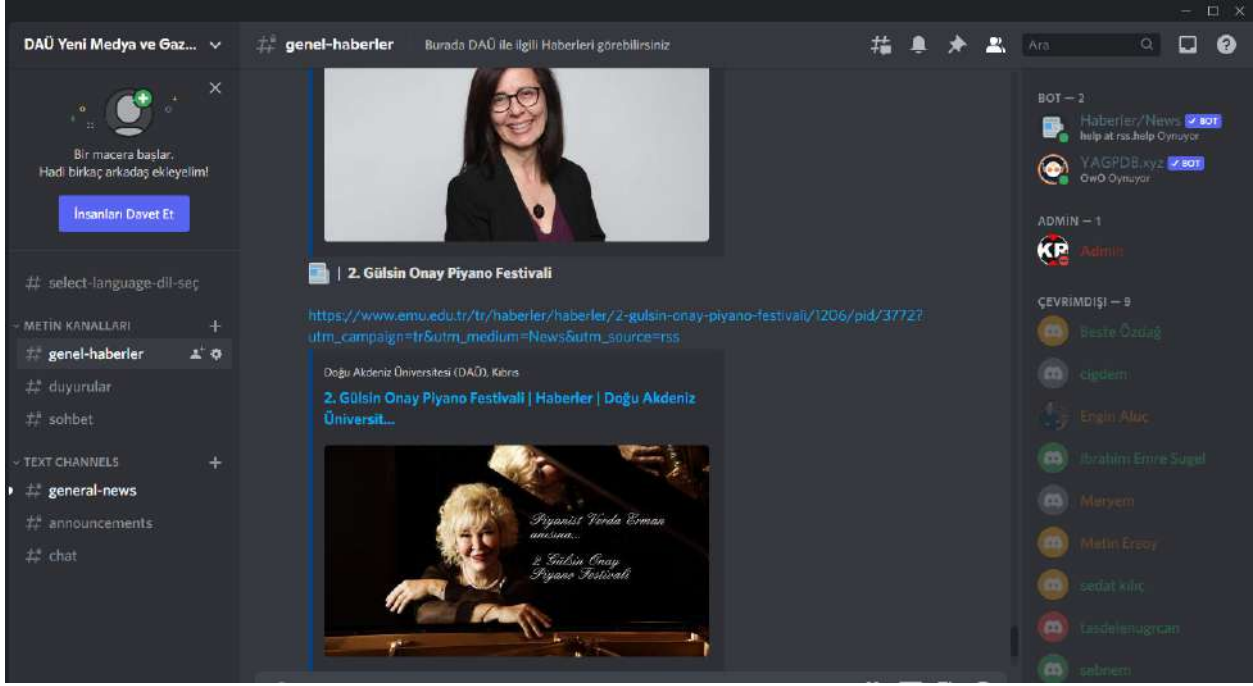 DAÜ Yeni Medya ve Gaz...
genel-haberler
Burada DAÜ ile ilgili Haberleri görebilirsiniz
Ara
Bir macera başlar.
Hadi birkaç arkadaş ekleyelim!
İnsanları Davet Et
select-language-dil-seç
METİN KANALLARI
genel-haberler
duyurular
sohbet
TEXT CHANNELS
general-news
announcements
chat
| 2. Gülsin Onay Piyano Festivali
https://www.emu.edu.tr/tr/haberler/haberler/2-gulsin-onay-piyano-festivali/1206/pid/3772?
utm_campaign=tr&utm_medium=News&utm_source=rss
Doğu Akdeniz Üniversitesi (DAÜ), Kıbrıs
2. Gülsin Onay Piyano Festivali | Haberler | Doğu Akdeniz
Üniversit...
Piyanist Verda Erman
anısına...
2. Gülsin Onay
Piyano Festivali
BOT — 2
Haberler/News BOT
help at rss.help Oynuyor
YAGPDB.xyz BOT
OwO Oynuyor
ADMIN — 1
KP
Admin
ÇEVRİMDIŞI — 9
Beste Özdağ
cigdem
Engin Aluç
Ibrahim Emre Sugel
Meryem
Metin Ersoy
sedat kılıç
tasdelenugrcan
sebnem